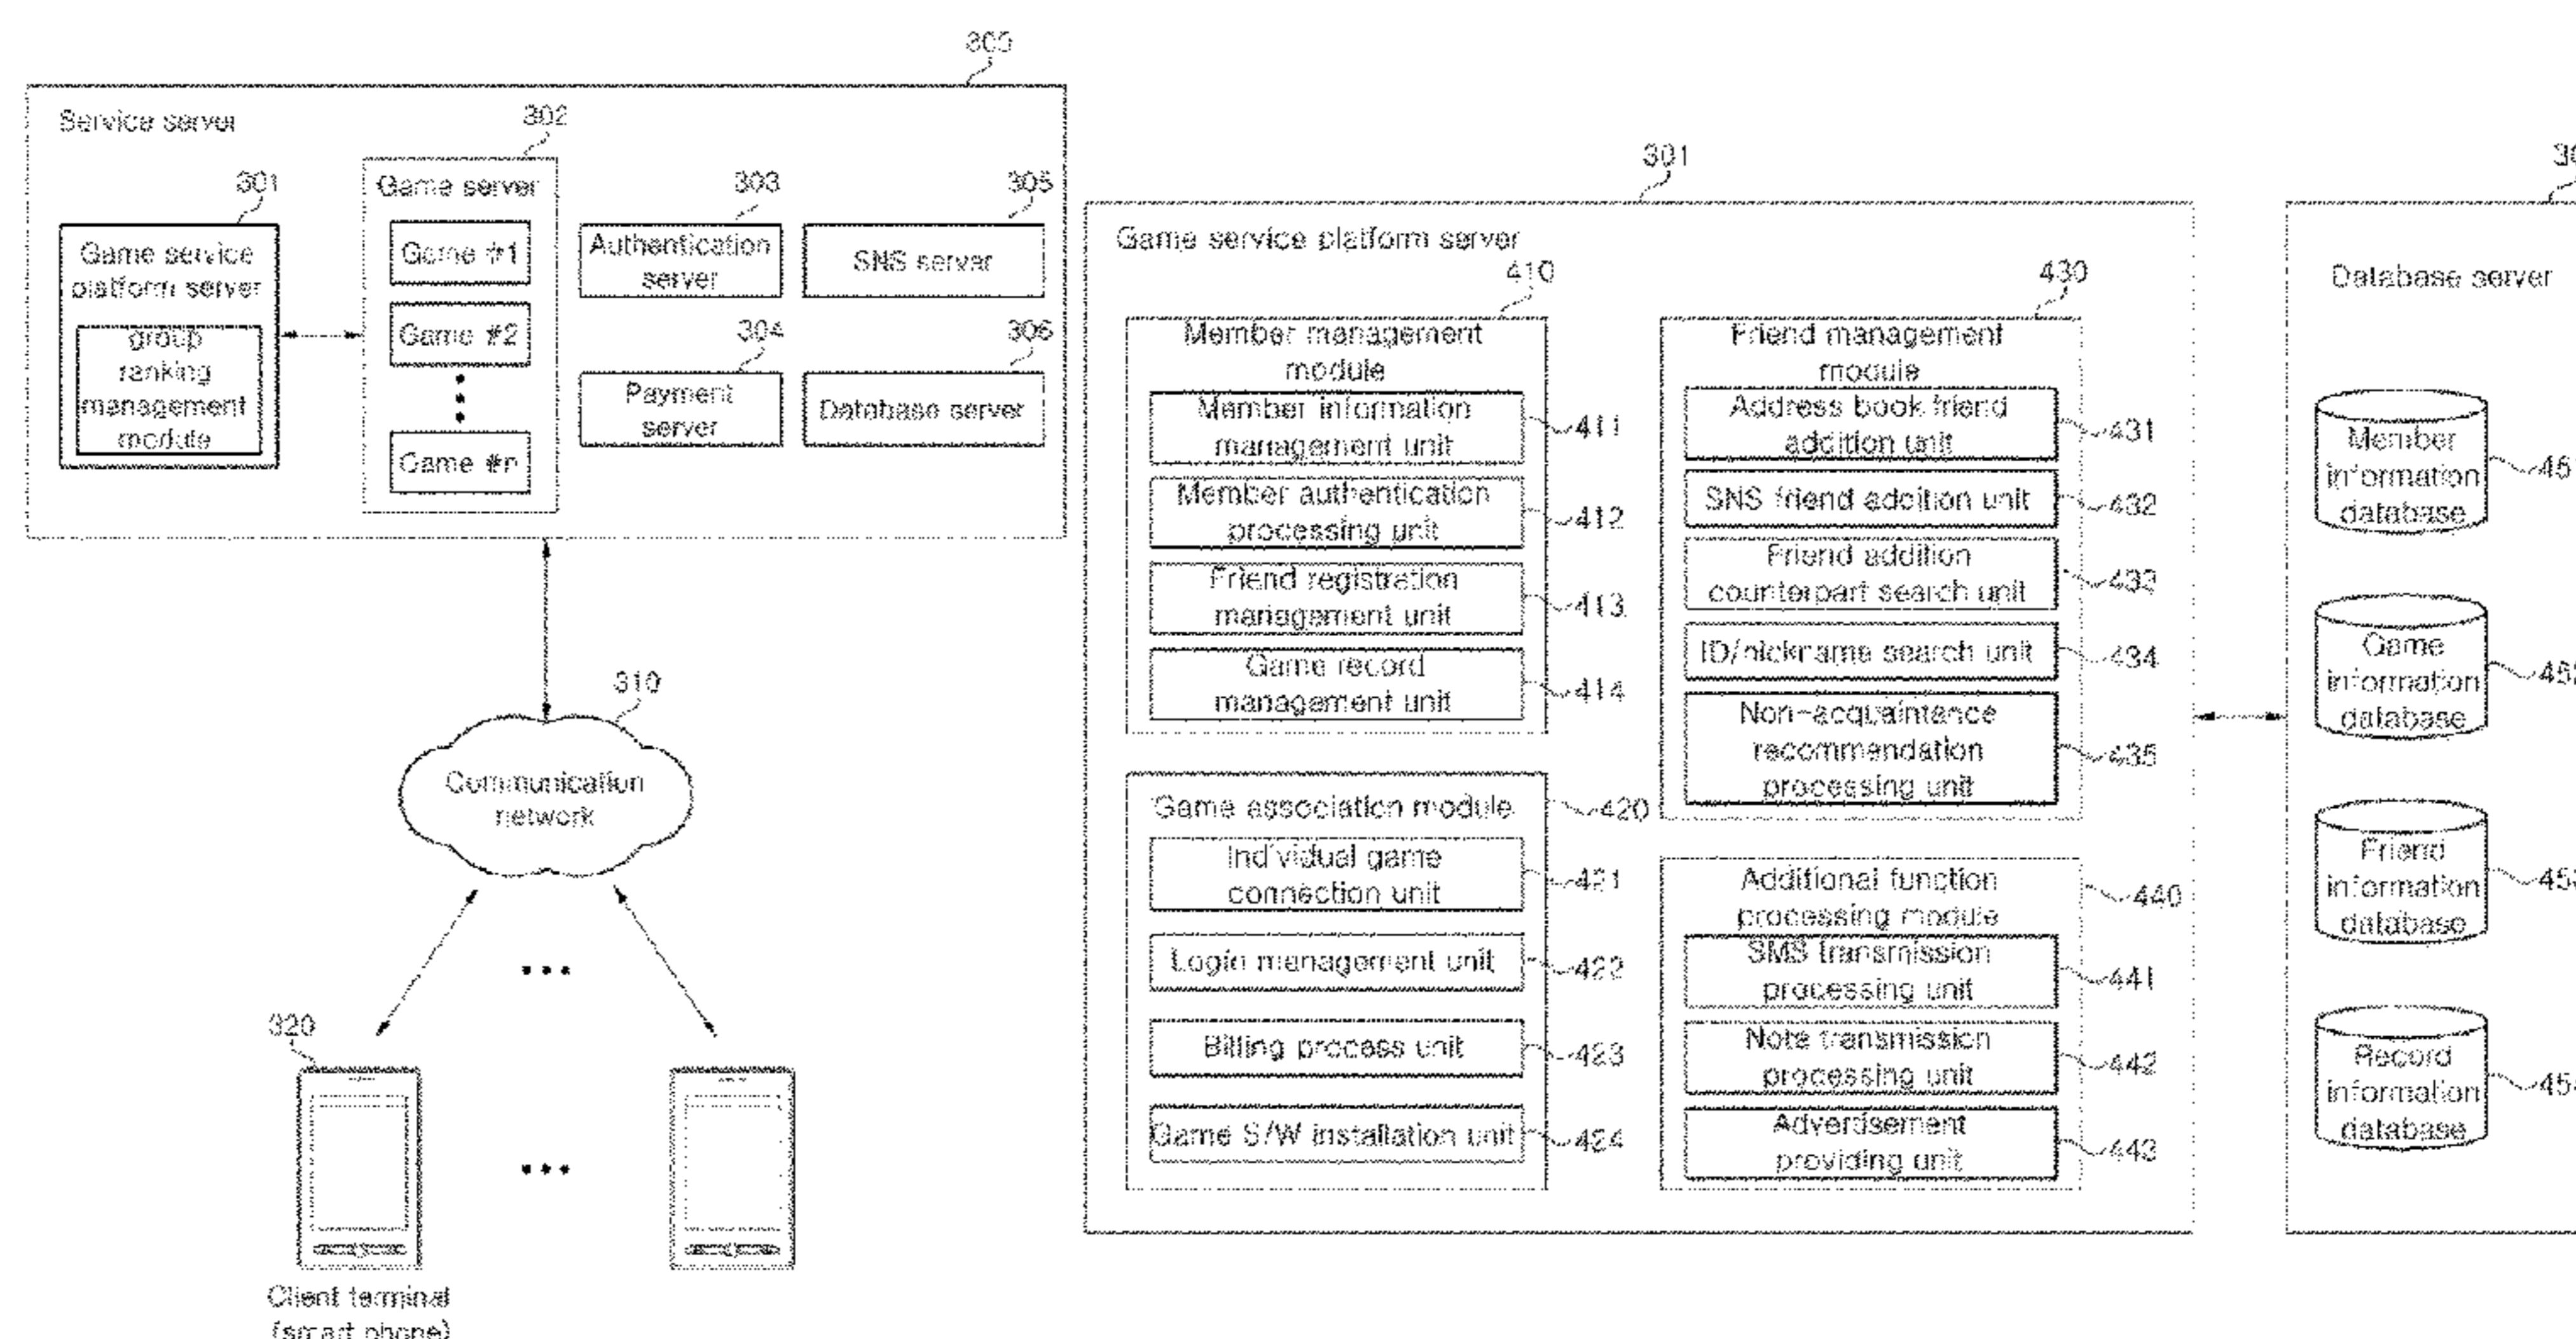 300
Service server
302
301
Game server
303
305
Game service
platform server
group
ranking
management
module
Game #1
Game #2
Game #n
Authentication
server
SNS server
304
306
Payment
server
Database server
310
Communication
network
320
Client terminal
(smart phone)
301
Game service platform server
410
Member management
module
Member information
management unit
411
Member authentication
processing unit
412
Friend registration
management unit
413
Game record
management unit
414
Game association module
420
Individual game
connection unit
421
Login management unit
422
Billing process unit
423
Game S/W installation unit
424
430
Friend management
module
Address book friend
addition unit
431
SNS friend addition unit
432
Friend addition
counterpart search unit
433
ID/nickname search unit
434
Non-acquaintance
recommendation
processing unit
435
Additional function
processing module
440
SMS transmission
processing unit
441
Note transmission
processing unit
442
Advertisement
providing unit
443
Database server
Member
information
database
Game
information
database
Friend
information
database
Record
information
database